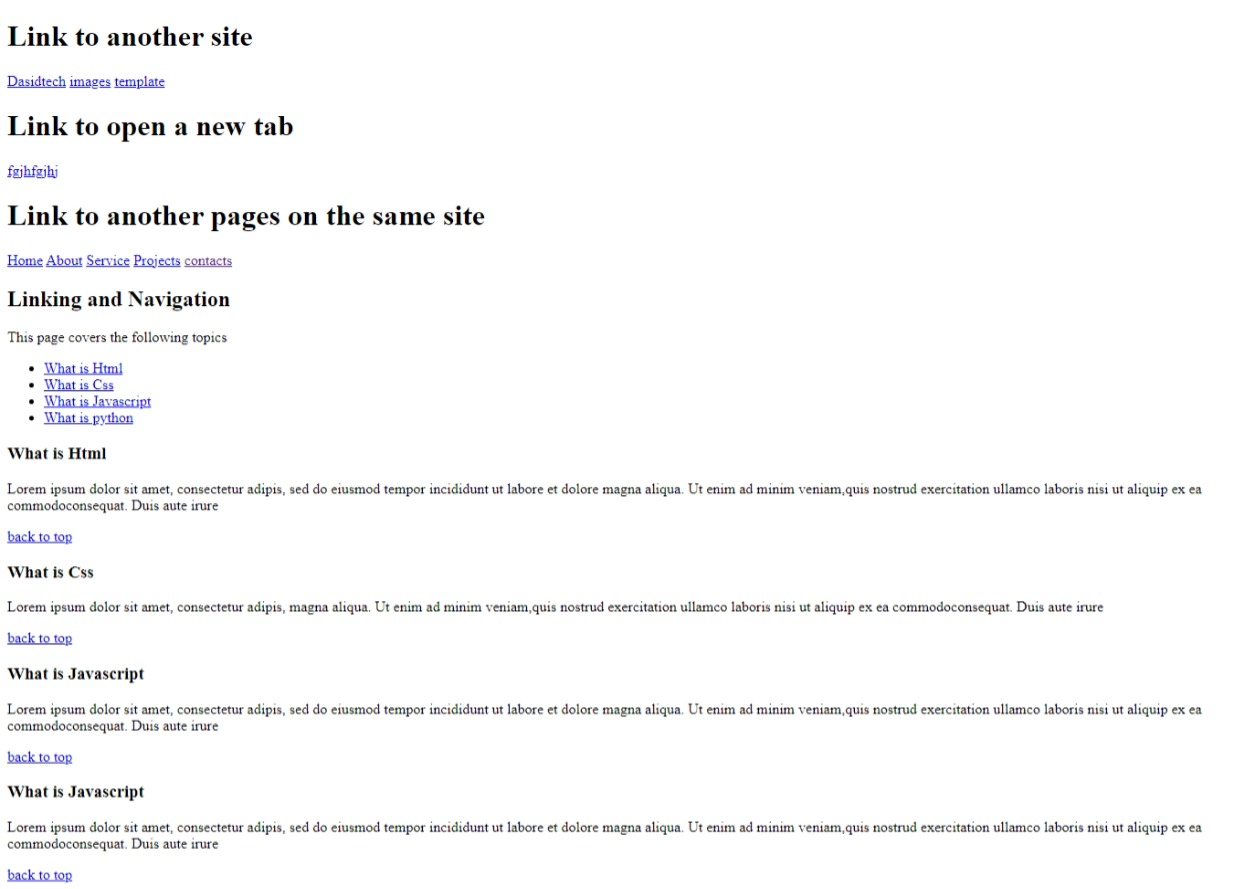 Link to another site
Dasidtech images template
Link to open a new tab
fgjhfgjhj
Link to another pages on the same site
Home About Service Projects contacts
Linking and Navigation
This page covers the following topics
What is Html
What is Css
What is Javascript
What is python
What is Html
Lorem ipsum dolor sit amet, consectetur adipis, sed do eiusmod tempor incididunt ut labore et dolore magna aliqua. Ut enim ad minim veniam,quis nostrud exercitation ullamco laboris nisi ut aliquip ex ea
commodoconsequat. Duis aute irure
back to top
What is Css
Lorem ipsum dolor sit amet, consectetur adipis, magna aliqua. Ut enim ad minim veniam,quis nostrud exercitation ullamco laboris nisi ut aliquip ex ea commodoconsequat. Duis aute irure
back to top
What is Javascript
Lorem ipsum dolor sit amet, consectetur adipis, sed do eiusmod tempor incididunt ut labore et dolore magna aliqua. Ut enim ad minim veniam,quis nostrud exercitation ullamco laboris nisi ut aliquip ex ea
commodoconsequat. Duis aute irure
back to top
What is Javascript
Lorem ipsum dolor sit amet, consectetur adipis, sed do eiusmod tempor incididunt ut labore et dolore magna aliqua. Ut enim ad minim veniam,quis nostrud exercitation ullamco laboris nisi ut aliquip ex ea
commodoconsequat. Duis aute irure
back to top